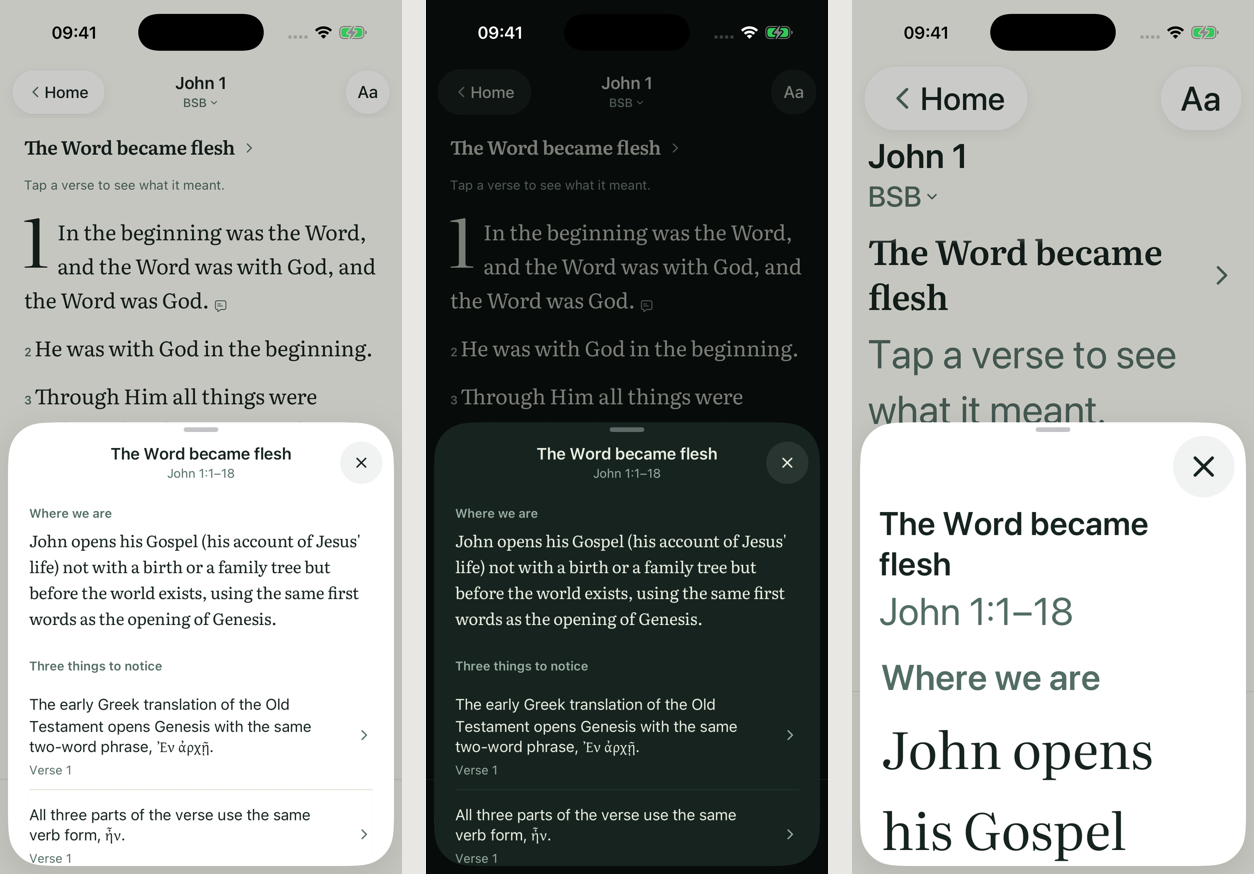 09:41
Home
John 1
BSB
Aa
The Word became flesh
Tap a verse to see what it meant.
1 In the beginning was the Word,
and the Word was with God, and
the Word was God.
2 He was with God in the beginning.
3 Through Him all things were
The Word became flesh
John 1:1–18
Where we are
John opens his Gospel (his account of Jesus'
life) not with a birth or a family tree but
before the world exists, using the same first
words as the opening of Genesis.
Three things to notice
The early Greek translation of the Old
Testament opens Genesis with the same
two-word phrase, Ἐν ἀρχῇ.
Verse 1
All three parts of the verse use the same
verb form, ἦν.
Verse 1
09:41
Home
John 1
BSB
Aa
The Word became flesh
Tap a verse to see what it meant.
1 In the beginning was the Word,
and the Word was with God, and
the Word was God.
2 He was with God in the beginning.
3 Through Him all things were
The Word became flesh
John 1:1–18
Where we are
John opens his Gospel (his account of Jesus'
life) not with a birth or a family tree but
before the world exists, using the same first
words as the opening of Genesis.
Three things to notice
The early Greek translation of the Old
Testament opens Genesis with the same
two-word phrase, Ἐν ἀρχῇ.
Verse 1
All three parts of the verse use the same
verb form, ἦν.
Verse 1
09:41
Home
Aa
John 1
BSB
The Word became
flesh
Tap a verse to see
what it meant.
The Word became
flesh
John 1:1–18
Where we are
John opens
his Gospel